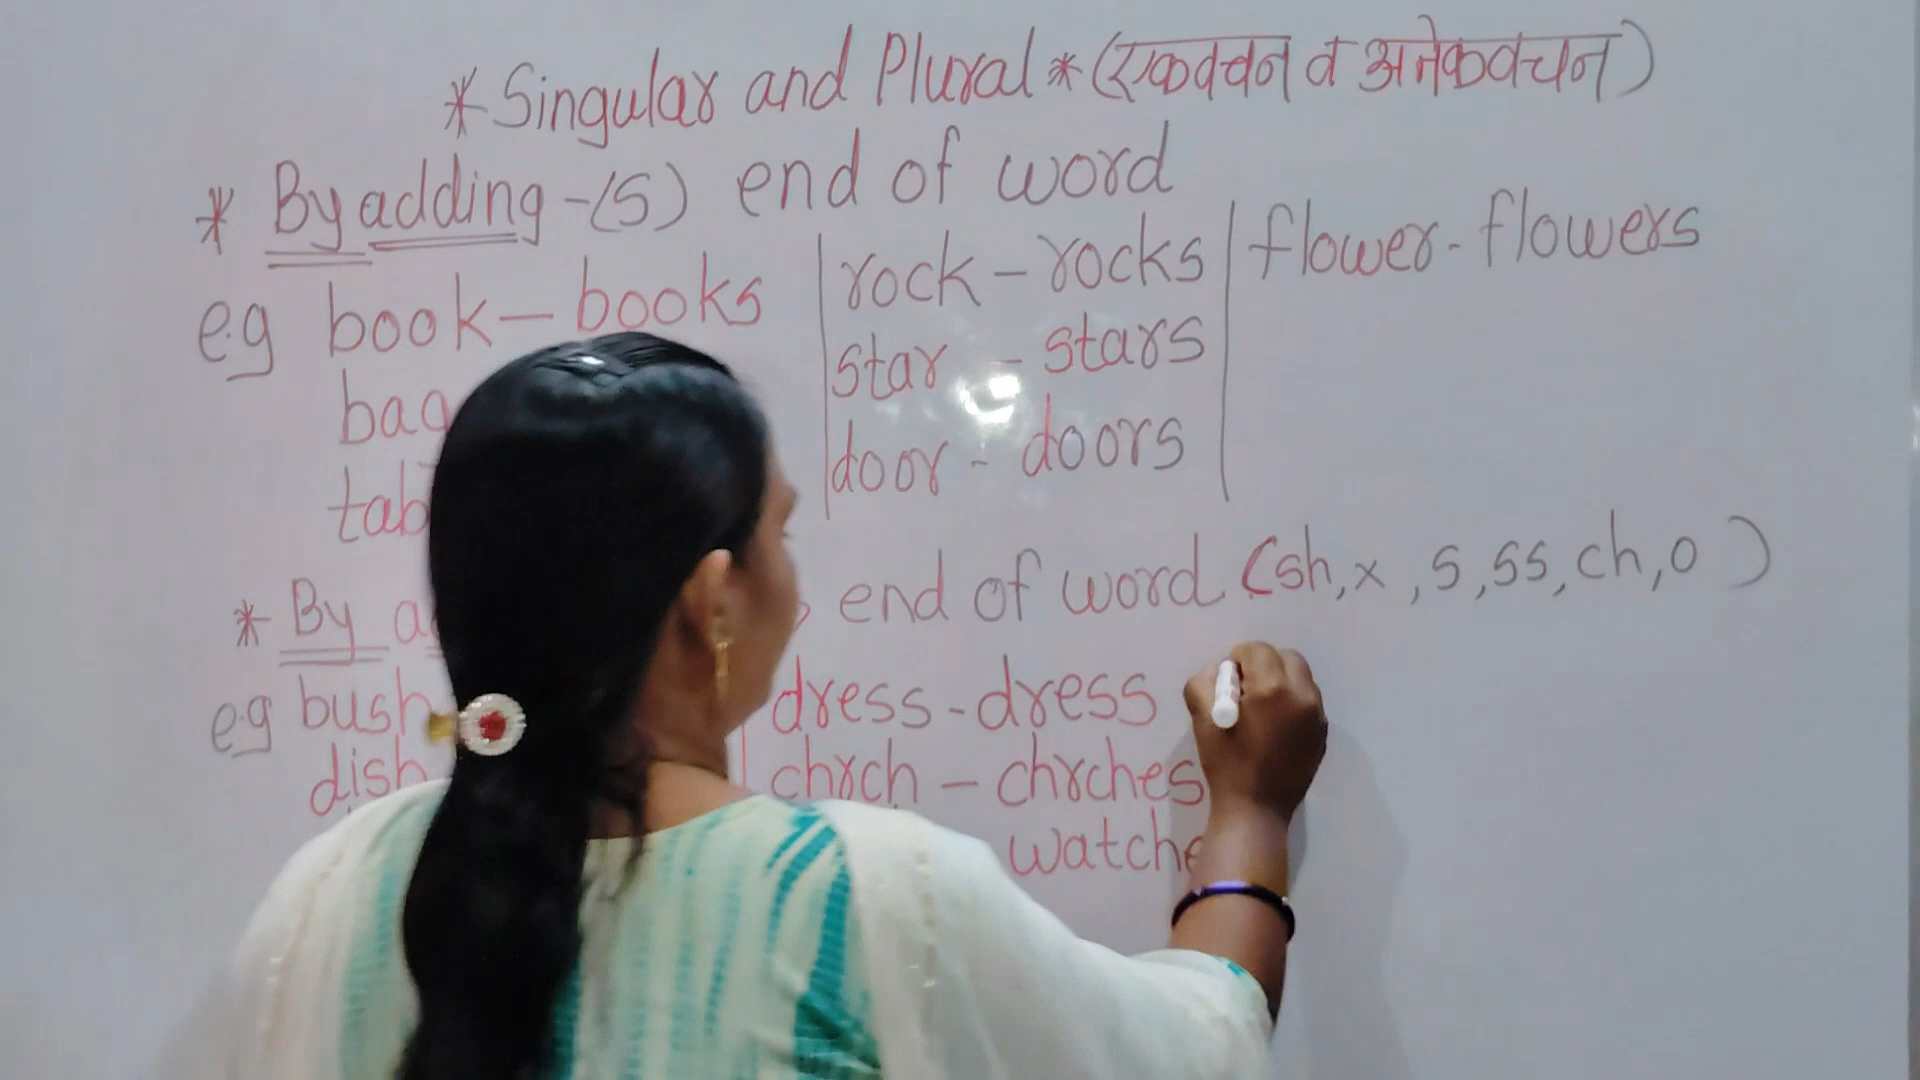 * Singular and Plural * (एकवचन व अनेकवचन)
* By adding -(s) end of word
e.g book - books | rock - rocks | flower - flowers
bag | star - stars |
tab | door - doors |
* By a end of word (sh, x, s, ss, ch, o)
e.g bush dress - dress
dish | chrch - chrches
watche